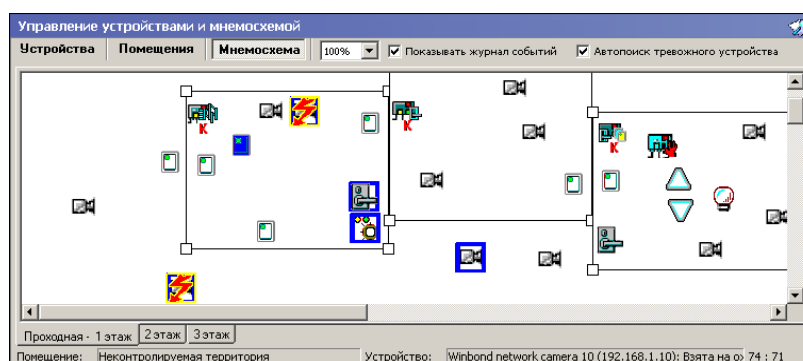 Управление устройствами и мнемосхемой
Устройства Помещения Мнемосхема 100% Показывать журнал событий Автопоиск тревожного устройства
К К К
Проходная - 1 этаж 2 этаж 3 этаж
Помещение: Неконтролируемая территория Устройство: Winbond network camera 10 (192.168.1.10): Взята на ох 74 : 71